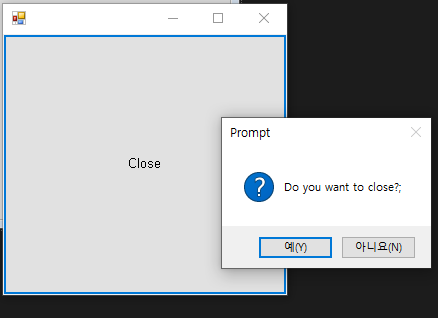 Close
Prompt
Do you want to close?;
예(Y)
아니요(N)